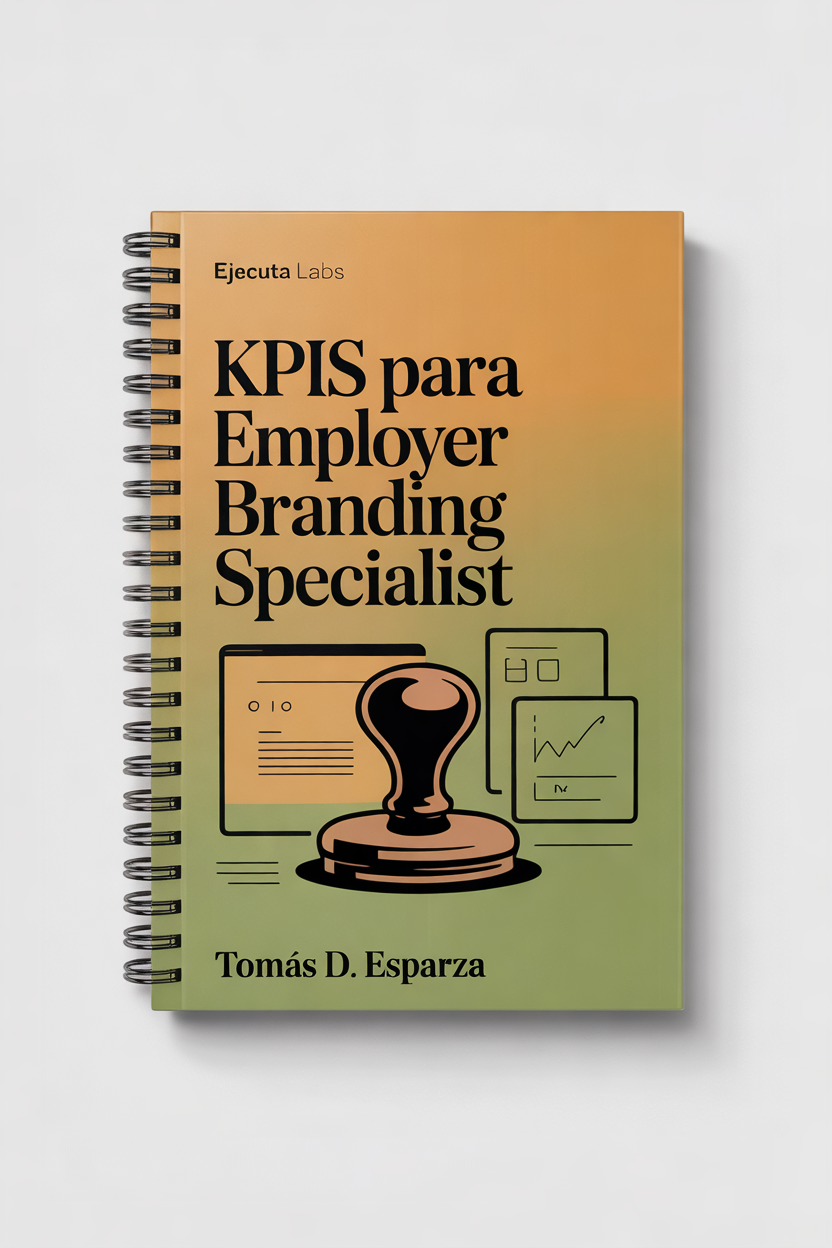 Ejecuta Labs
KPIS para
Employer
Branding
Specialist
Tomás D. Esparza